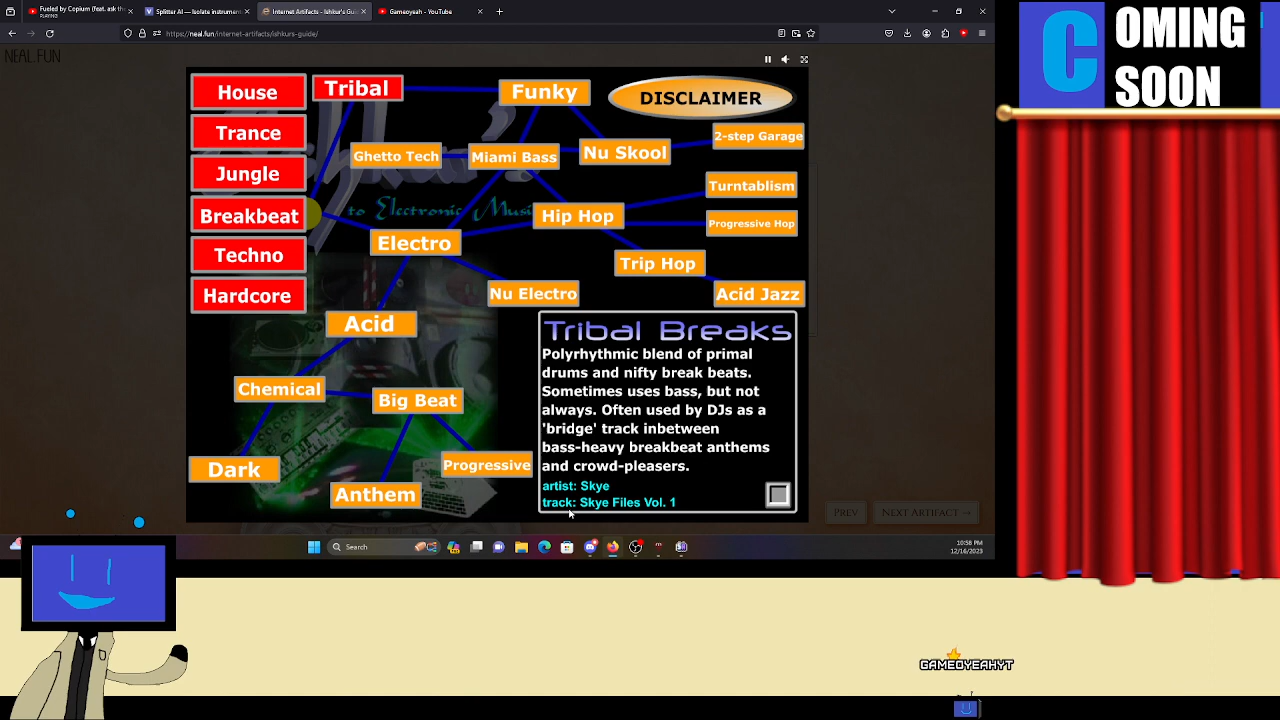 Fueled by Copium (feat. ask th
PLAYING
Splitter AI — Isolate instrumen
Internet Artifacts | Ishkur's Gui
Gameoyeah - YouTube
https://neal.fun/internet-artifacts/ishkurs-guide/
NEAL.FUN
COMING
SOON
House
Tribal
Funky
DISCLAIMER
Trance
Ghetto Tech
Miami Bass
Nu Skool
2-step Garage
Jungle
Turntablism
Breakbeat
to Electronic Musi
Hip Hop
Progressive Hop
Techno
Electro
Trip Hop
Hardcore
Nu Electro
Acid Jazz
Acid
Chemical
Big Beat
Dark
Progressive
Anthem
Tribal Breaks
Polyrhythmic blend of primal
drums and nifty break beats.
Sometimes uses bass, but not
always. Often used by DJs as a
'bridge' track inbetween
bass-heavy breakbeat anthems
and crowd-pleasers.
artist: Skye
track: Skye Files Vol. 1
PREV
NEXT ARTIFACT →
Search
10:58 PM
12/16/2023
GAMEOYEAHYT